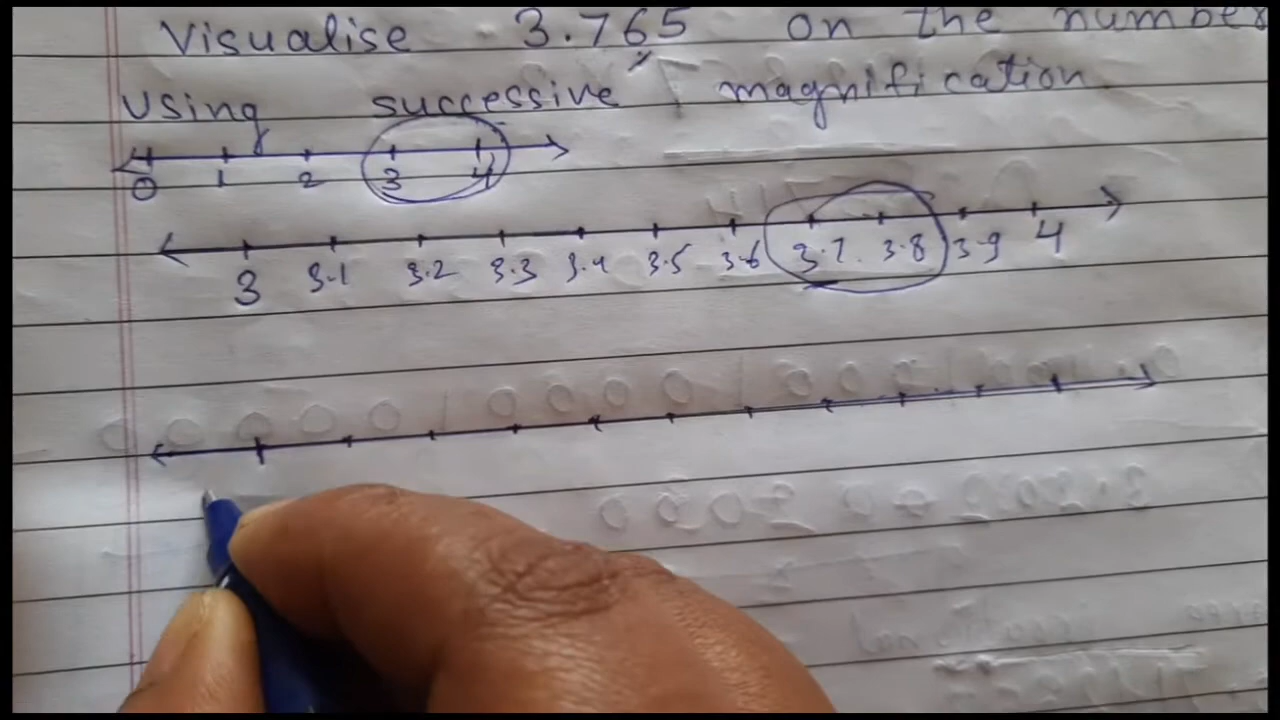 Visualise 3.765 on the number
using successive magnification
0 1 2 3 4
3 3.1 3.2 3.3 3.4 3.5 3.6 3.7 3.8 3.9 4